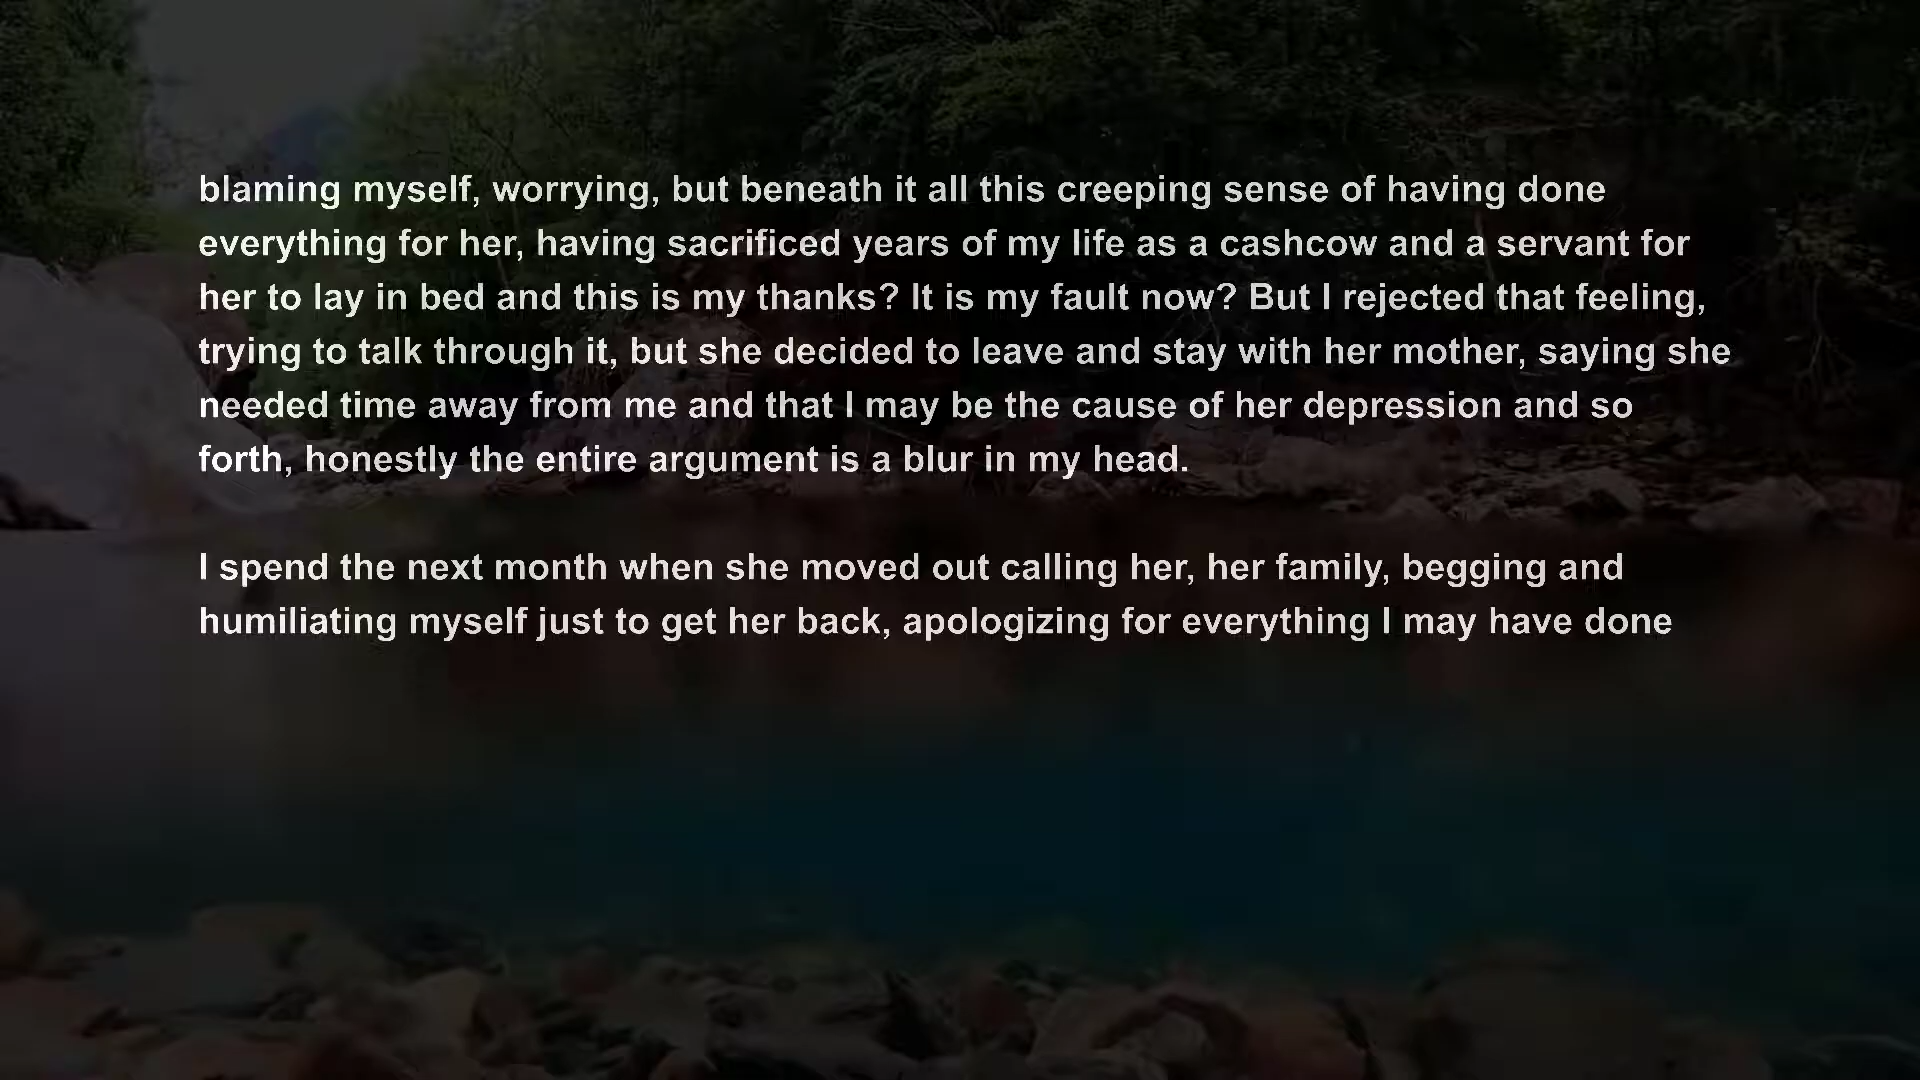 blaming myself, worrying, but beneath it all this creeping sense of having done
everything for her, having sacrificed years of my life as a cashcow and a servant for
her to lay in bed and this is my thanks? It is my fault now? But I rejected that feeling,
trying to talk through it, but she decided to leave and stay with her mother, saying she
needed time away from me and that I may be the cause of her depression and so
forth, honestly the entire argument is a blur in my head.
I spend the next month when she moved out calling her, her family, begging and
humiliating myself just to get her back, apologizing for everything I may have done